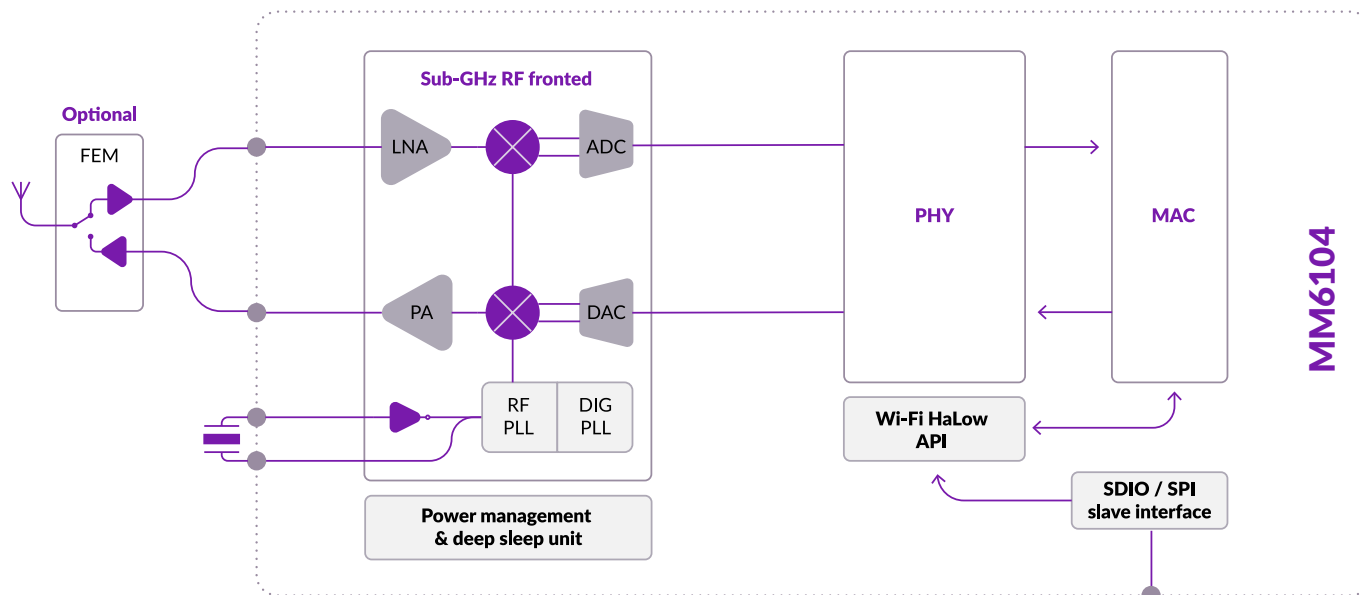 Sub-GHz RF fronted
Optional
FEM
LNA
ADC
PHY
MAC
MM6104
PA
DAC
RF
PLL
DIG
PLL
Wi-Fi HaLow
API
SDIO / SPI
slave interface
Power management
& deep sleep unit